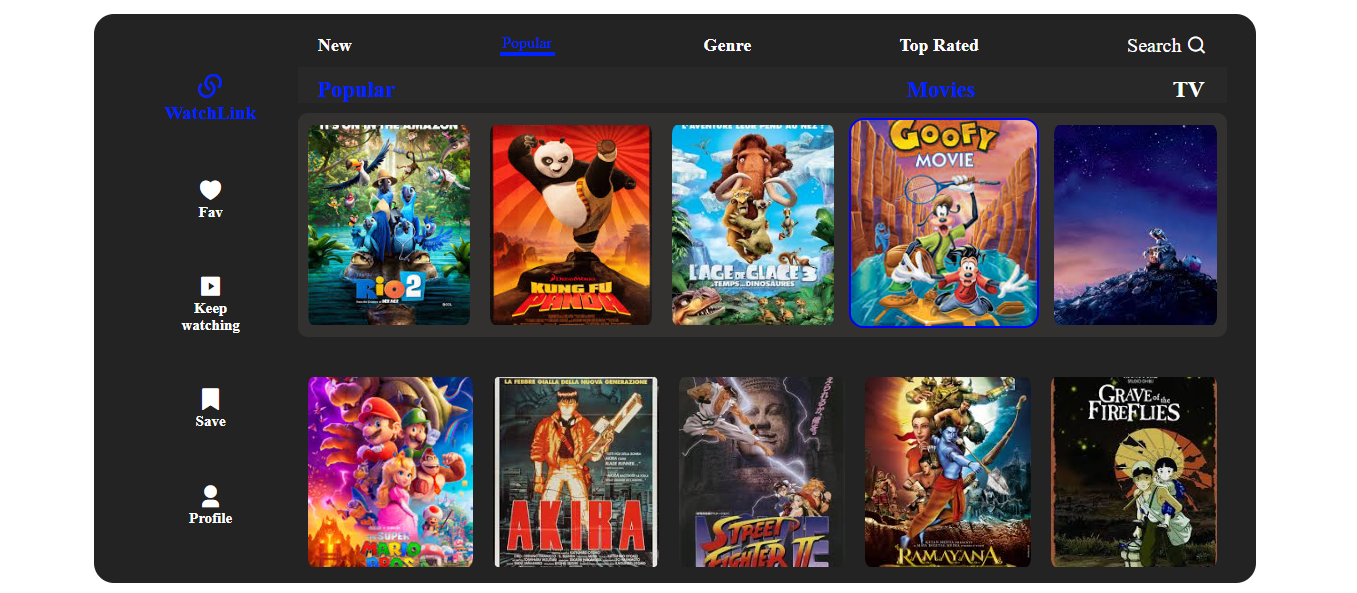 New
Popular
Genre
Top Rated
Search
WatchLink
Popular
Movies
TV
Fav
Keep
watching
Save
Profile
IT'S ON IN THE AMAZON
RIO2
KUNG FU
PANDA
L'AVENTURE LEUR PEND AU NEZ !
L'AGE DE GLACE 3
LE TEMPS DES DINOSAURES
GOOFY
MOVIE
SUPER
MARIO
BROS
LA FEBBRE GIALLA DELLA NUOVA GENERAZIONE
AKIRA
STREET
FIGHTER II
RAMAYANA
GRAVE of the
FIREFLIES